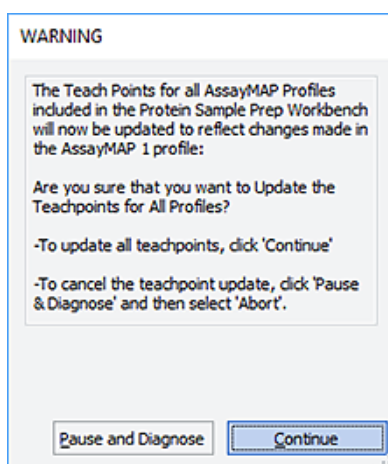 WARNING
The Teach Points for all AssayMAP Profiles
included in the Protein Sample Prep Workbench
will now be updated to reflect changes made in
the AssayMAP 1 profile:
Are you sure that you want to Update the
Teachpoints for All Profiles?
-To update all teachpoints, click 'Continue'
-To cancel the teachpoint update, click 'Pause
& Diagnose' and then select 'Abort'.
Pause and Diagnose
Continue